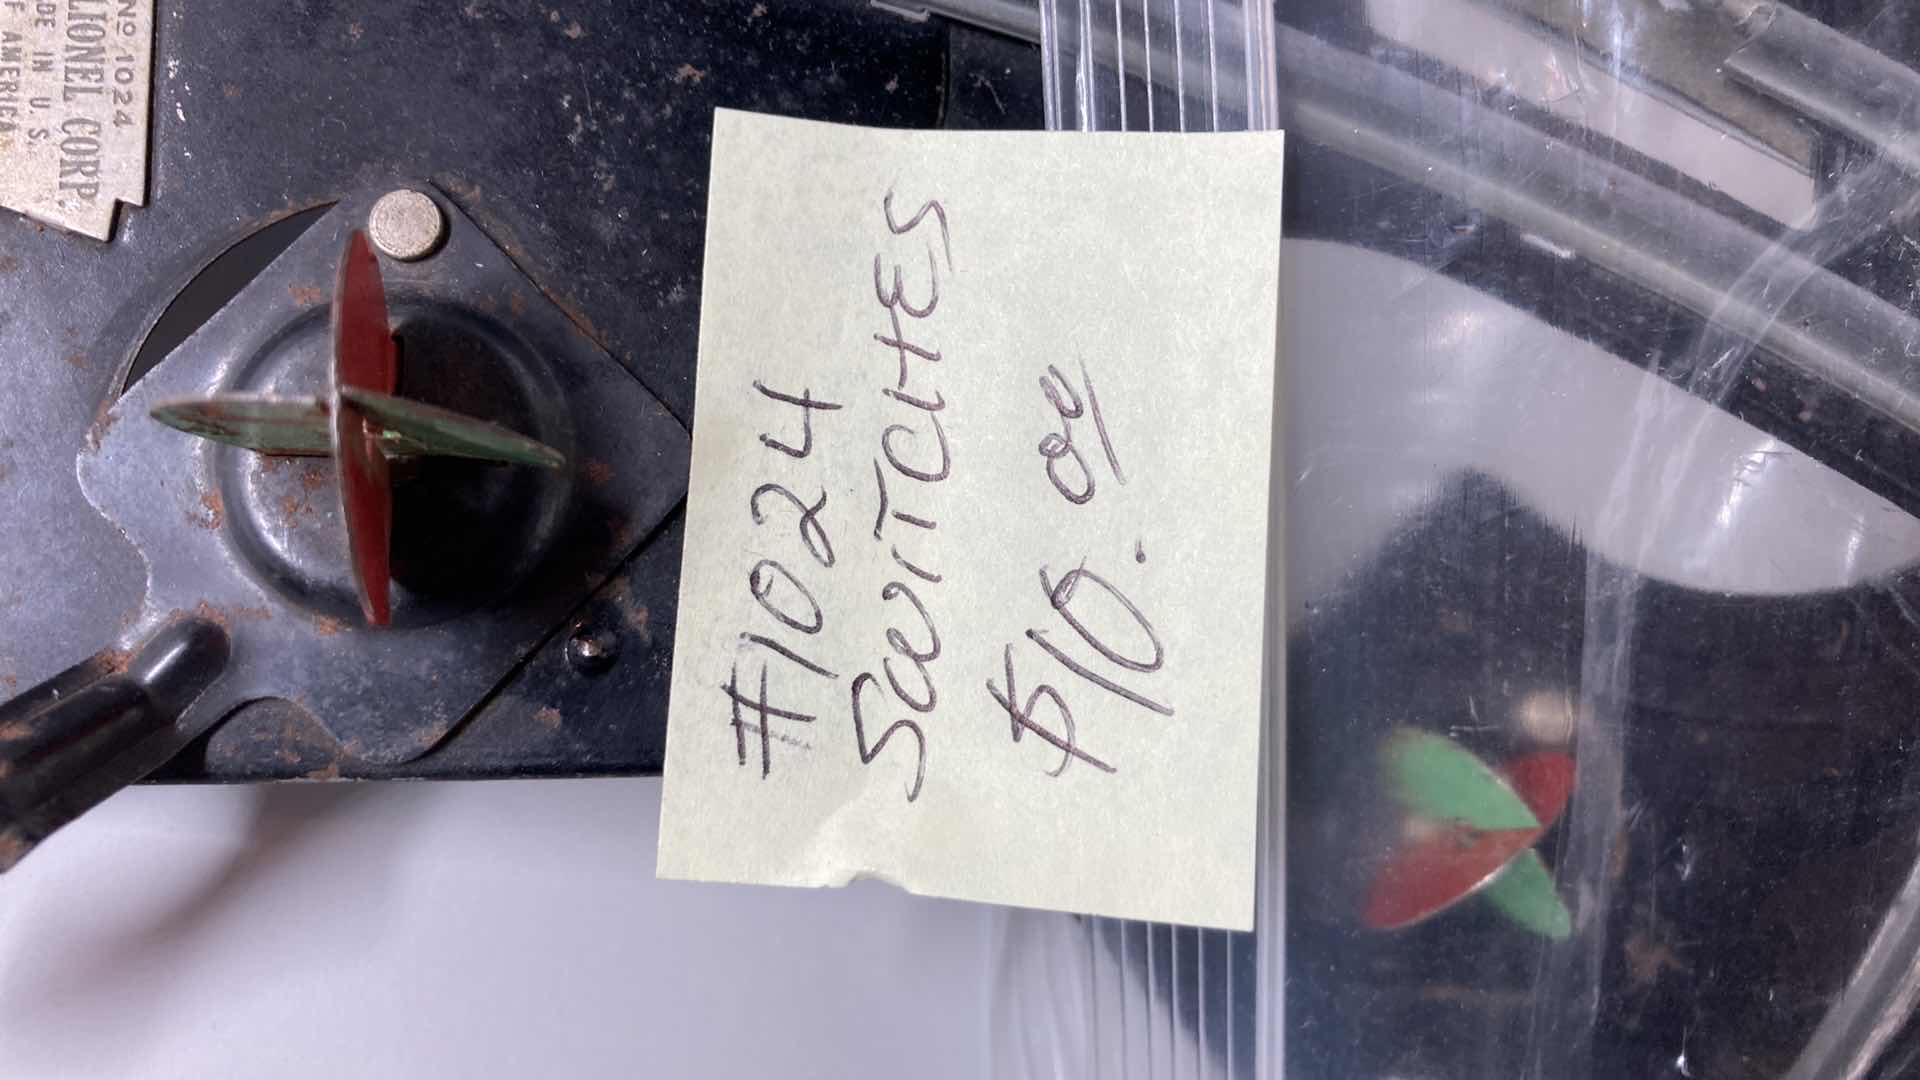 NO 1024
LIONEL CORP.
DE IN U. S.
F AMERICA
#1024
SWITCHES
$10.00